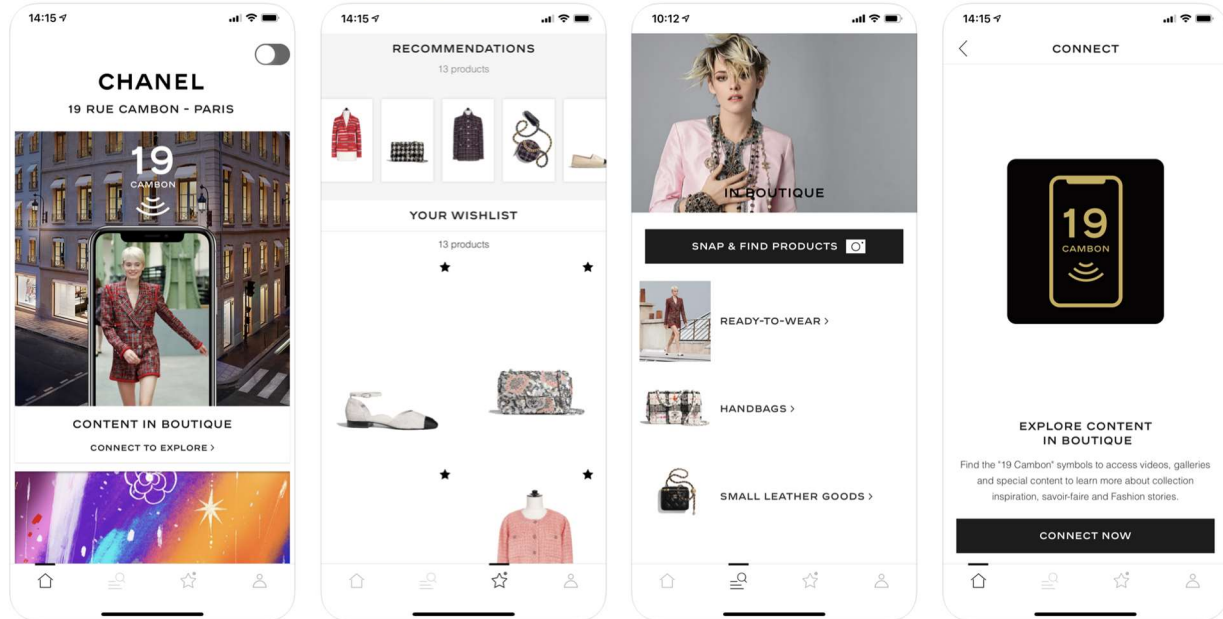 14:15
CHANEL
19 RUE CAMBON - PARIS
19
CAMBON
CONTENT IN BOUTIQUE
CONNECT TO EXPLORE >
14:15
RECOMMENDATIONS
13 products
YOUR WISHLIST
13 products
10:12
IN BOUTIQUE
SNAP & FIND PRODUCTS
READY-TO-WEAR >
HANDBAGS >
SMALL LEATHER GOODS >
14:15
CONNECT
19
CAMBON
EXPLORE CONTENT
IN BOUTIQUE
Find the "19 Cambon" symbols to access videos, galleries
and special content to learn more about collection
inspiration, savoir-faire and Fashion stories.
CONNECT NOW